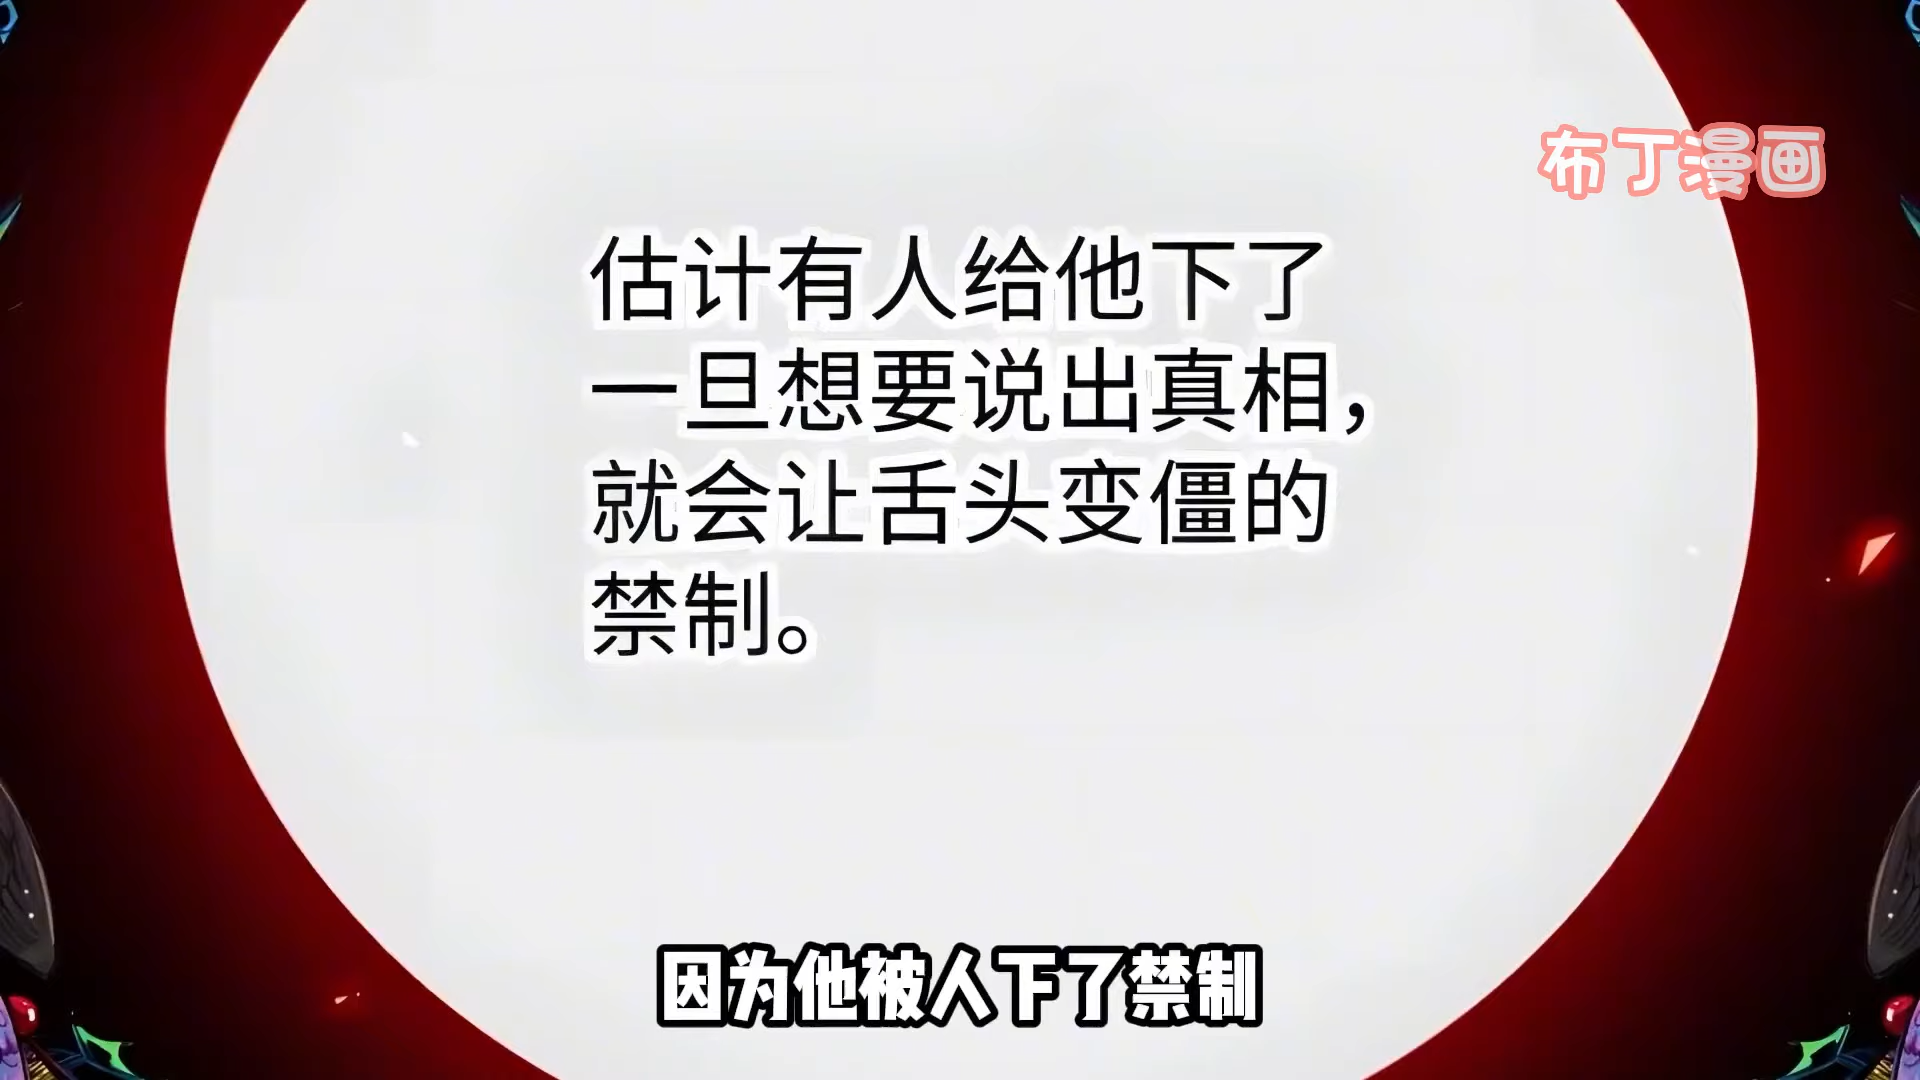 布丁漫画
估计有人给他下了
一旦想要说出真相，
就会让舌头变僵的
禁制。
因为他被人下了禁制